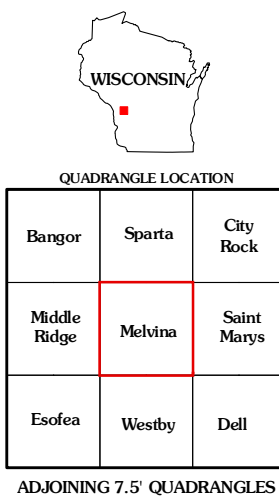 WISCONSIN
QUADRANGLE LOCATION
Bangor
Sparta
City
Rock
Middle
Ridge
Melvina
Saint
Marys
Esofea
Westby
Dell
ADJOINING 7.5' QUADRANGLES